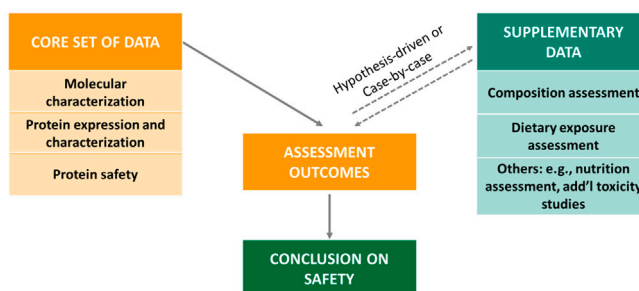 CORE SET OF DATA
Molecular
characterization
Protein expression and
characterization
Protein safety
Hypothesis-driven or
Case-by-case
SUPPLEMENTARY
DATA
Composition assessment
Dietary exposure
assessment
Others: e.g., nutrition
assessment, add'l toxicity
studies
ASSESSMENT
OUTCOMES
CONCLUSION ON
SAFETY